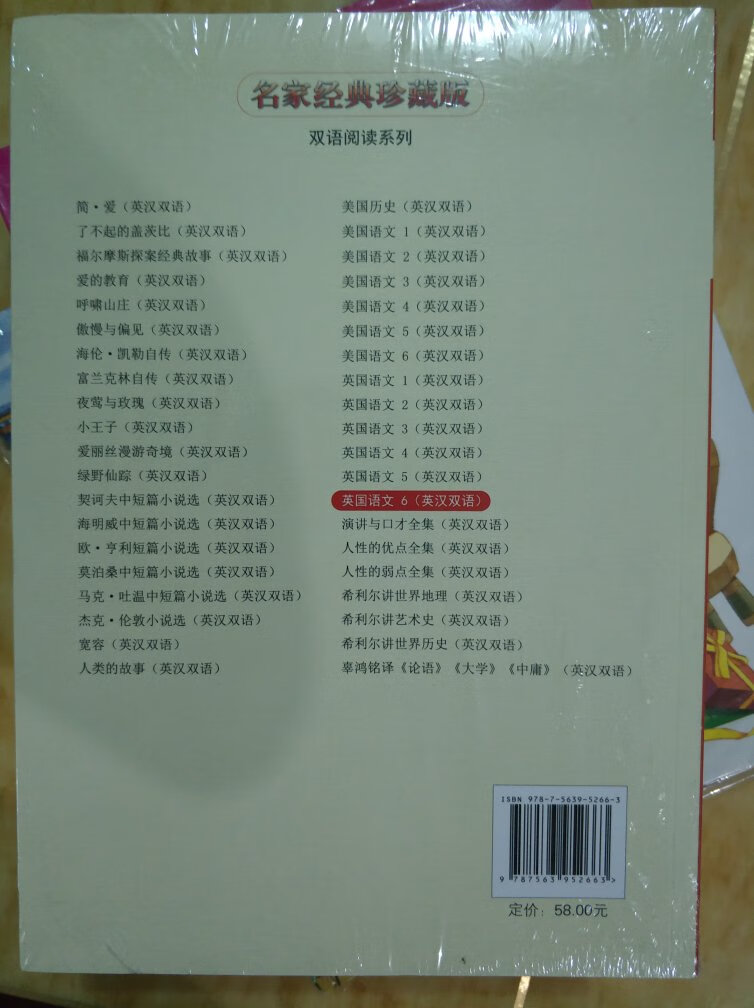 名家经典珍藏版
双语阅读系列
简·爱（英汉双语）
了不起的盖茨比（英汉双语）
福尔摩斯探案经典故事（英汉双语）
爱的教育（英汉双语）
呼啸山庄（英汉双语）
傲慢与偏见（英汉双语）
海伦·凯勒自传（英汉双语）
富兰克林自传（英汉双语）
夜莺与玫瑰（英汉双语）
小王子（英汉双语）
爱丽丝漫游奇境（英汉双语）
绿野仙踪（英汉双语）
契诃夫中短篇小说选（英汉双语）
海明威中短篇小说选（英汉双语）
欧·亨利短篇小说选（英汉双语）
莫泊桑中短篇小说选（英汉双语）
马克·吐温中短篇小说选（英汉双语）
杰克·伦敦小说选（英汉双语）
宽容（英汉双语）
人类的故事（英汉双语）
美国历史（英汉双语）
美国语文 1（英汉双语）
美国语文 2（英汉双语）
美国语文 3（英汉双语）
美国语文 4（英汉双语）
美国语文 5（英汉双语）
美国语文 6（英汉双语）
英国语文 1（英汉双语）
英国语文 2（英汉双语）
英国语文 3（英汉双语）
英国语文 4（英汉双语）
英国语文 5（英汉双语）
英国语文 6（英汉双语）
演讲与口才全集（英汉双语）
人性的优点全集（英汉双语）
人性的弱点全集（英汉双语）
希利尔讲世界地理（英汉双语）
希利尔讲艺术史（英汉双语）
希利尔讲世界历史（英汉双语）
辜鸿铭译《论语》《大学》《中庸》（英汉双语）
ISBN 978-7-5639-5266-3
9 787563 952663 >
定价：58.00元